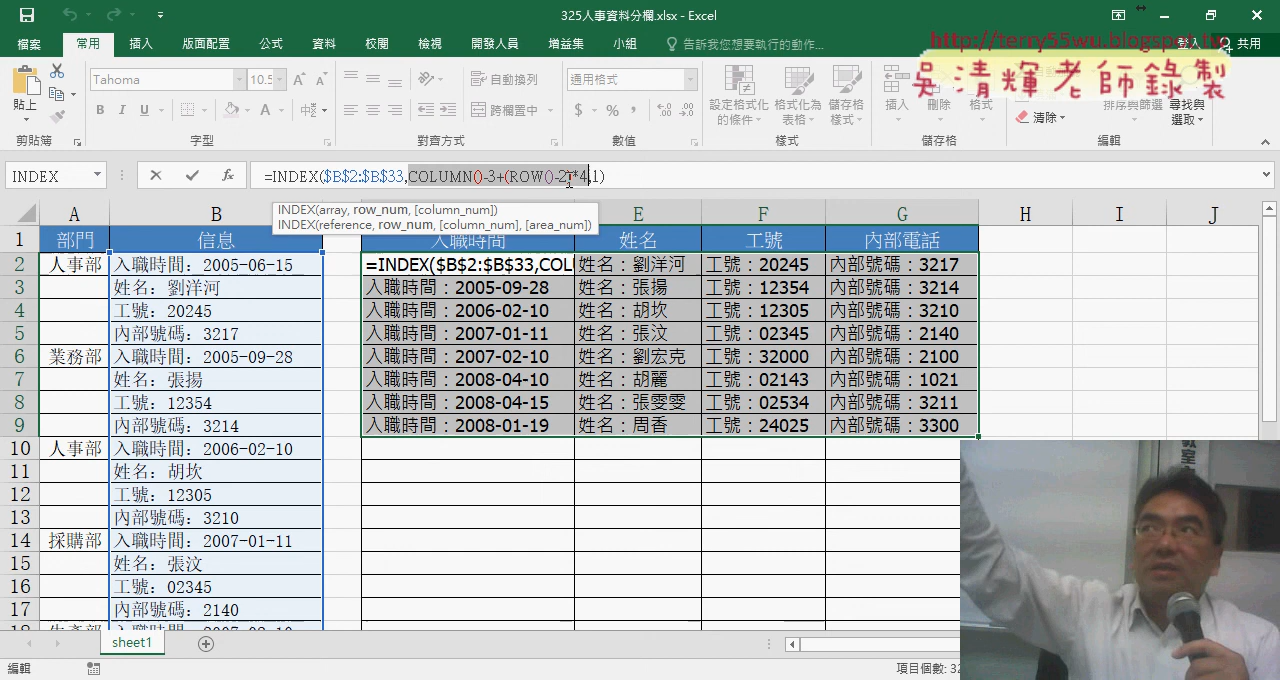 325人事資料分欄.xlsx - Excel
檔案 常用 插入 版面配置 公式 資料 校閱 檢視 開發人員 增益集 小組 告訴我您想要執行的動作... 登入 共用
http://terry55wu.blogspot.tw
吳清輝老師錄製
Tahoma 10.5 自動換列 通用格式
貼上 B I U 中 跨欄置中 $ % , 設定格式化的條件 格式化為表格 儲存格樣式 插入 刪除 格式 清除 排序與篩選 尋找與選取
剪貼簿 字型 對齊方式 數值 樣式 儲存格 編輯
INDEX fx =INDEX($B$2:$B$33,COLUMN()-3+(ROW()-2)*4,1)
INDEX(array, row_num, [column_num])
INDEX(reference, row_num, [column_num], [area_num])
A B E F G H I J
1 部門 信息 入職時間 姓名 工號 內部電話
2 人事部 入職時間：2005-06-15 =INDEX($B$2:$B$33,COLU 姓名：劉洋河 工號：20245 內部號碼：3217
3 姓名：劉洋河 入職時間：2005-09-28 姓名：張揚 工號：12354 內部號碼：3214
4 工號：20245 入職時間：2006-02-10 姓名：胡坎 工號：12305 內部號碼：3210
5 內部號碼：3217 入職時間：2007-01-11 姓名：張汶 工號：02345 內部號碼：2140
6 業務部 入職時間：2005-09-28 入職時間：2007-02-10 姓名：劉宏克 工號：32000 內部號碼：2100
7 姓名：張揚 入職時間：2008-04-10 姓名：胡麗 工號：02143 內部號碼：1021
8 工號：12354 入職時間：2008-04-15 姓名：張雯雯 工號：02534 內部號碼：3211
9 內部號碼：3214 入職時間：2008-01-19 姓名：周香 工號：24025 內部號碼：3300
10 人事部 入職時間：2006-02-10
11 姓名：胡坎
12 工號：12305
13 內部號碼：3210
14 採購部 入職時間：2007-01-11
15 姓名：張汶
16 工號：02345
17 內部號碼：2140
sheet1
編輯 項目個數: 32